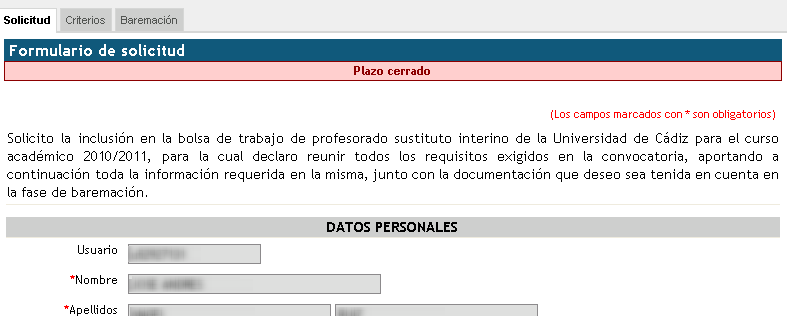 Solicitud Criterios Baremación
Formulario de solicitud
Plazo cerrado
(Los campos marcados con * son obligatorios)
Solicito la inclusión en la bolsa de trabajo de profesorado sustituto interino de la Universidad de Cádiz para el curso
académico 2010/2011, para la cual declaro reunir todos los requisitos exigidos en la convocatoria, aportando a
continuación toda la información requerida en la misma, junto con la documentación que deseo sea tenida en cuenta en
la fase de baremación.
DATOS PERSONALES
Usuario
*Nombre
*Apellidos